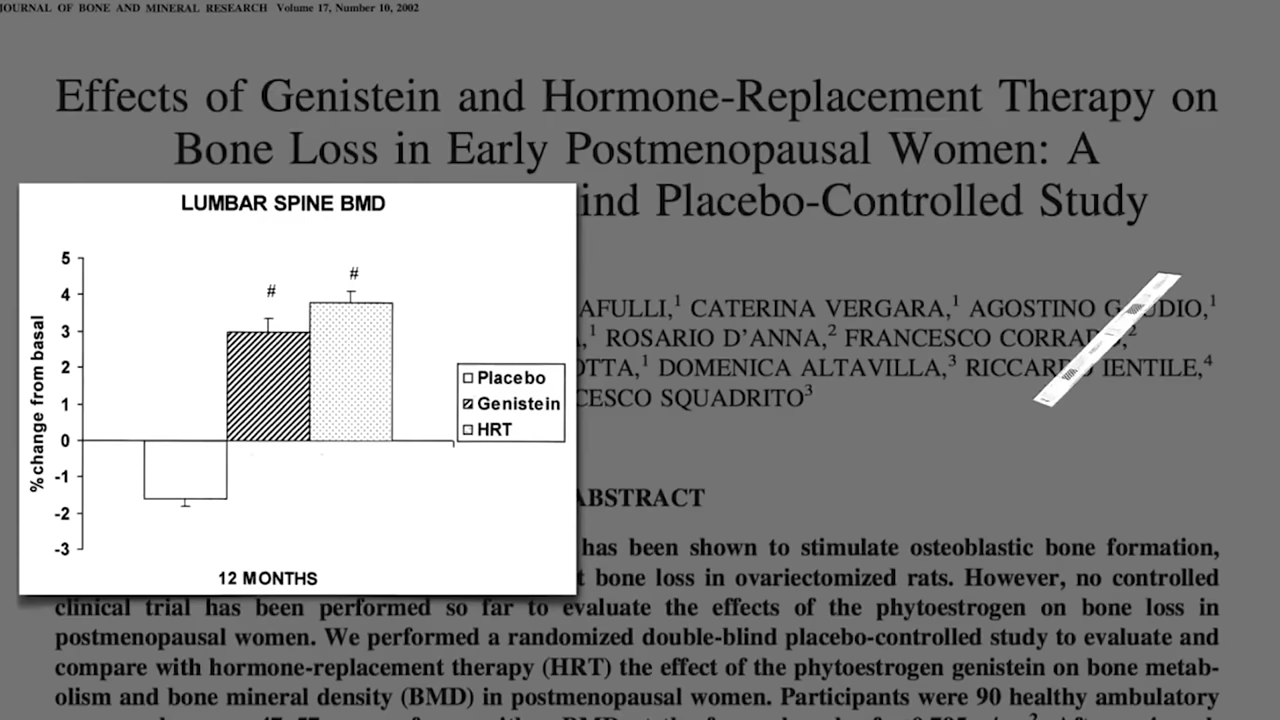 JOURNAL OF BONE AND MINERAL RESEARCH Volume 17, Number 10, 2002
Effects of Genistein and Hormone-Replacement Therapy on
Bone Loss in Early Postmenopausal Women: A
ind Placebo-Controlled Study
AFULLI,¹ CATERINA VERGARA,¹ AGOSTINO
¹ ROSARIO D'ANNA,² FRANCESCO
OTTA,¹ DOMENICA ALTAVILLA,³ IENTILE,⁴
CESCO SQUADRITO³
ABSTRACT
has been shown to stimulate osteoblastic bone formation,
t bone loss in ovariectomized rats. However, no controlled
clinical trial has been performed so far to evaluate the effects of the phytoestrogen on bone loss in
postmenopausal women. We performed a randomized double-blind placebo-controlled study to evaluate and
compare with hormone-replacement therapy (HRT) the effect of the phytoestrogen genistein on bone metab-
olism and bone mineral density (BMD) in postmenopausal women. Participants were 90 healthy ambulatory
LUMBAR SPINE BMD
% change from basal
5
4
3
2
1
0
-1
-2
-3
#
#
Placebo
Genistein
HRT
12 MONTHS